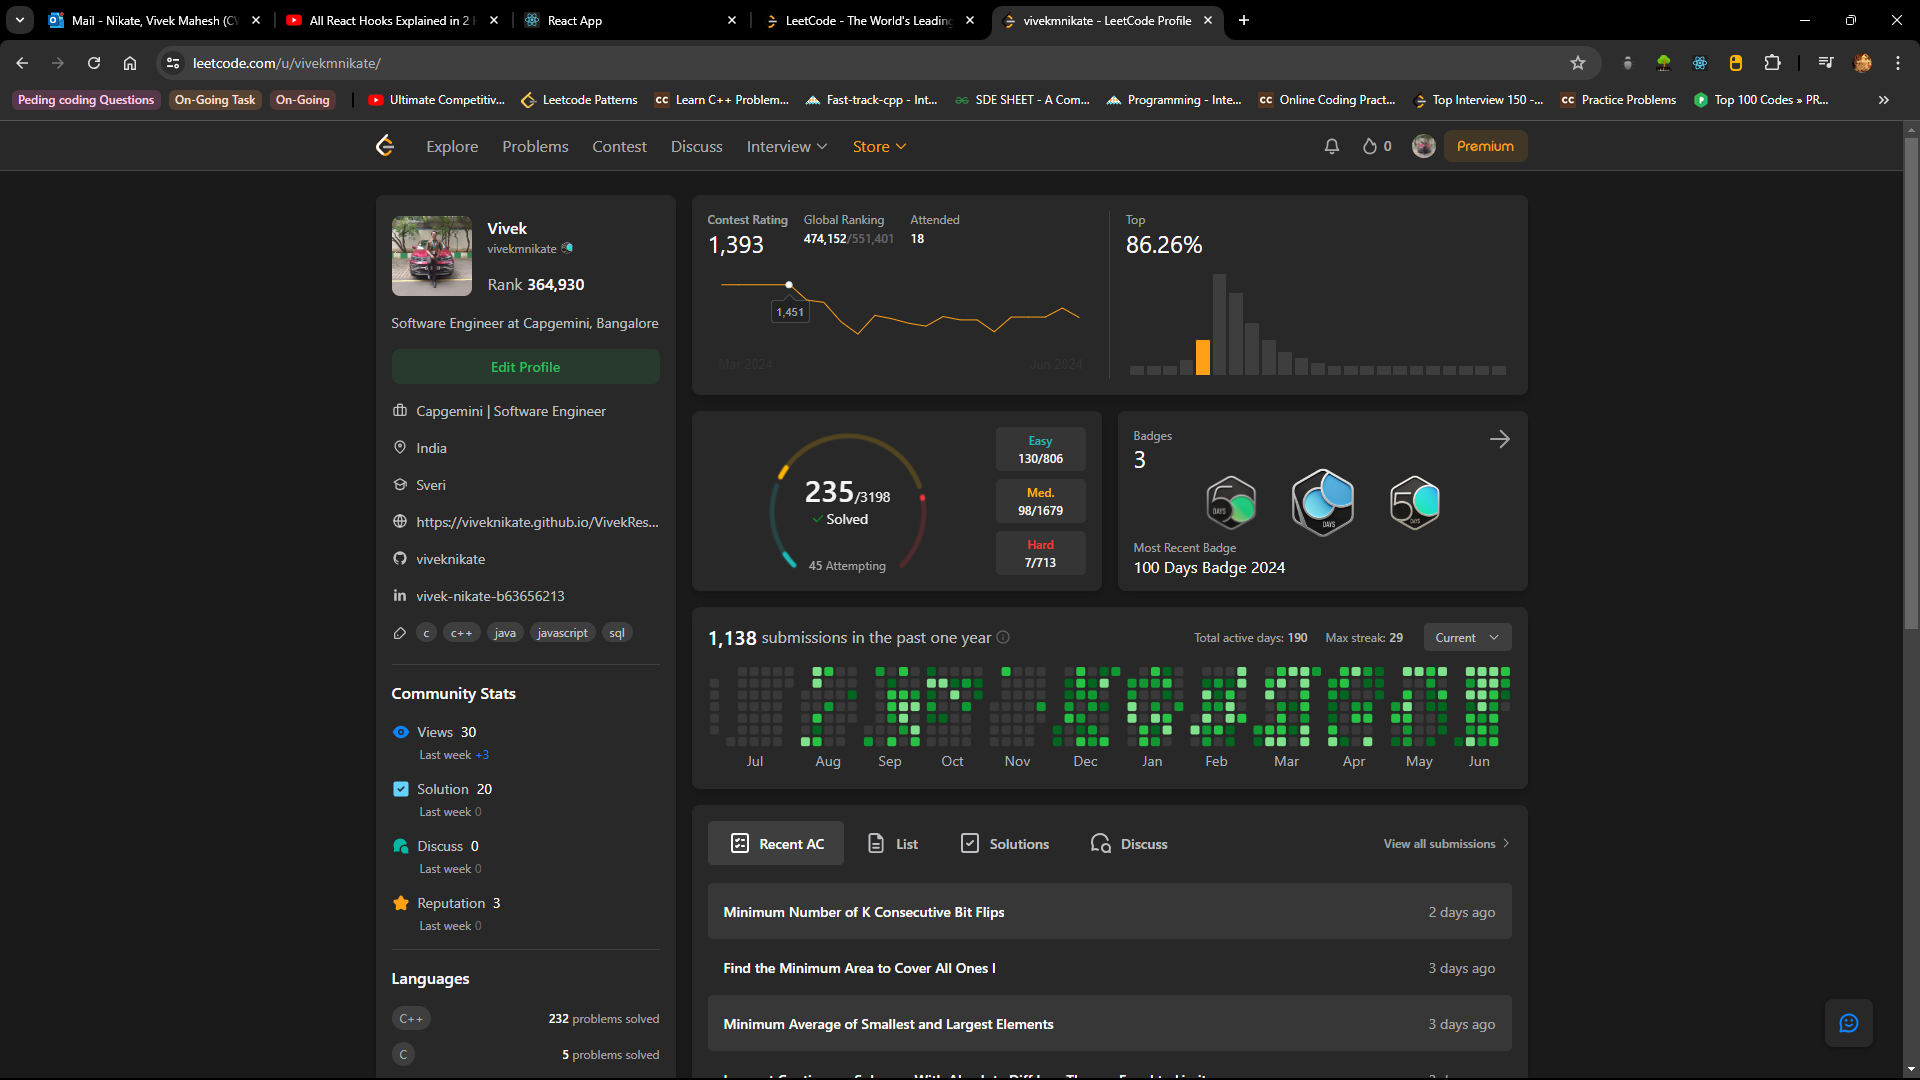 Mail - Nikate, Vivek Mahesh (CW
All React Hooks Explained in 2 H
React App
LeetCode - The World's Leading
vivekmnikate - LeetCode Profile
leetcode.com/u/vivekmnikate/
Peding coding Questions
On-Going Task
On-Going
Ultimate Competitiv...
Leetcode Patterns
CC Learn C++ Problem...
Fast-track-cpp - Int...
SDE SHEET - A Com...
Programming - Inte...
CC Online Coding Pract...
Top Interview 150 -...
CC Practice Problems
Top 100 Codes » PR...
Explore Problems Contest Discuss Interview Store
0
Premium
Vivek
vivekmnikate
Rank 364,930
Software Engineer at Capgemini, Bangalore
Edit Profile
Capgemini | Software Engineer
India
Sveri
https://viveknikate.github.io/VivekRes...
viveknikate
in vivek-nikate-b63656213
c c++ java javascript sql
Community Stats
Views 30
Last week +3
Solution 20
Last week 0
Discuss 0
Last week 0
Reputation 3
Last week 0
Languages
C++ 232 problems solved
C 5 problems solved
Contest Rating Global Ranking Attended
1,393 474,152/551,401 18
1,451
Mar 2024 Jun 2024
Top
86.26%
235/3198
Solved
45 Attempting
Easy
130/806
Med.
98/1679
Hard
7/713
Badges
3
50 DAYS
DAYS
50 DAYS
Most Recent Badge
100 Days Badge 2024
1,138 submissions in the past one year
Total active days: 190 Max streak: 29 Current
Jul Aug Sep Oct Nov Dec Jan Feb Mar Apr May Jun
Recent AC List Solutions Discuss View all submissions
Minimum Number of K Consecutive Bit Flips 2 days ago
Find the Minimum Area to Cover All Ones I 3 days ago
Minimum Average of Smallest and Largest Elements 3 days ago